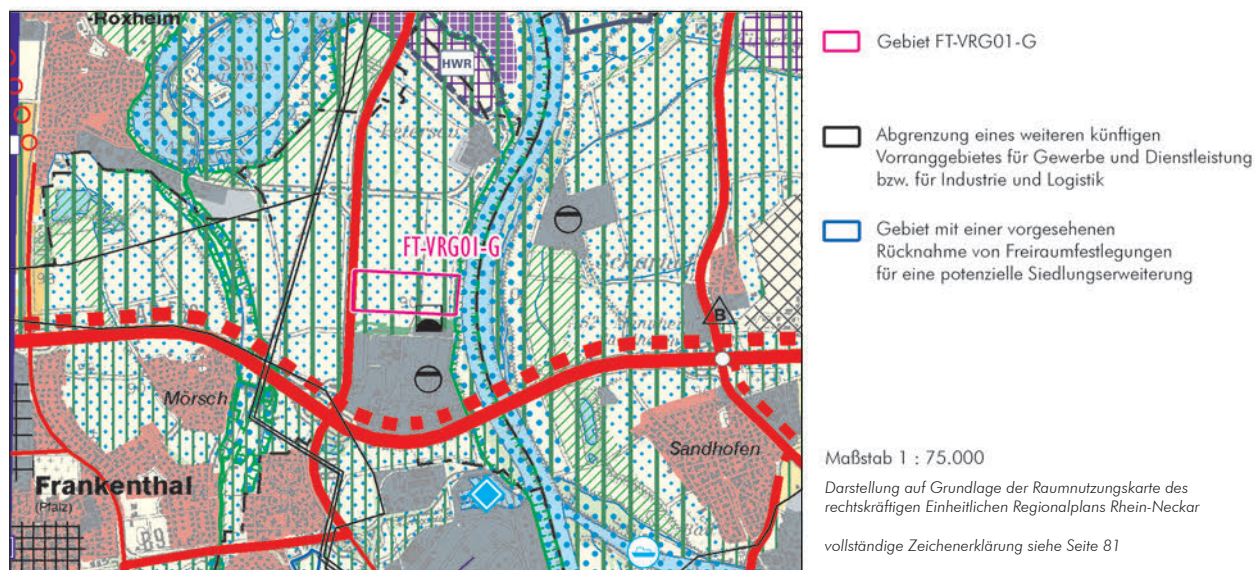 -Roxheim
HWR
Petersau
FT-VRG01-G
B
Mörsch
Sandhofen
Frankenthal
(Pfalz)
B9
Gebiet FT-VRG01-G
Abgrenzung eines weiteren künftigen
Vorranggebietes für Gewerbe und Dienstleistung
bzw. für Industrie und Logistik
Gebiet mit einer vorgesehenen
Rücknahme von Freiraumfestlegungen
für eine potenzielle Siedlungserweiterung
Maßstab 1 : 75.000
Darstellung auf Grundlage der Raumnutzungskarte des
rechtskräftigen Einheitlichen Regionalplans Rhein-Neckar
vollständige Zeichenerklärung siehe Seite 81